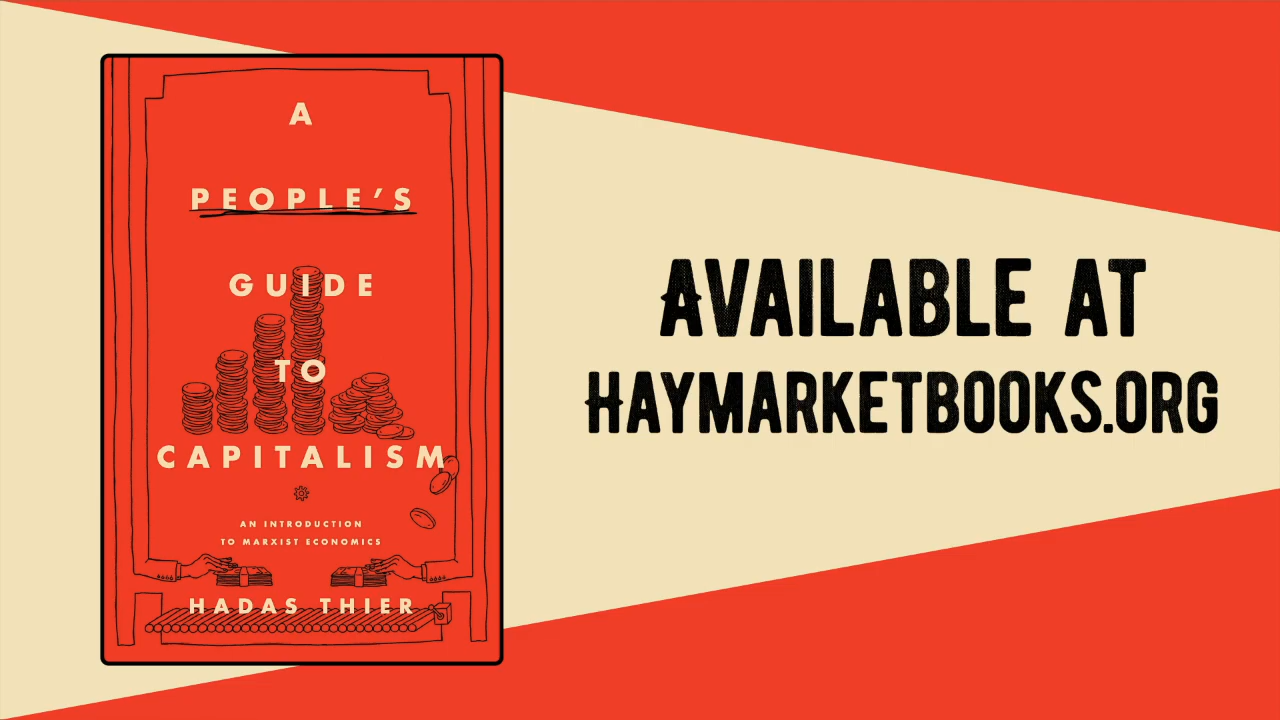 A
PEOPLE'S
GUIDE
TO
CAPITALISM
AN INTRODUCTION
TO MARXIST ECONOMICS
HADAS THIER
AVAILABLE AT
HAYMARKETBOOKS.ORG